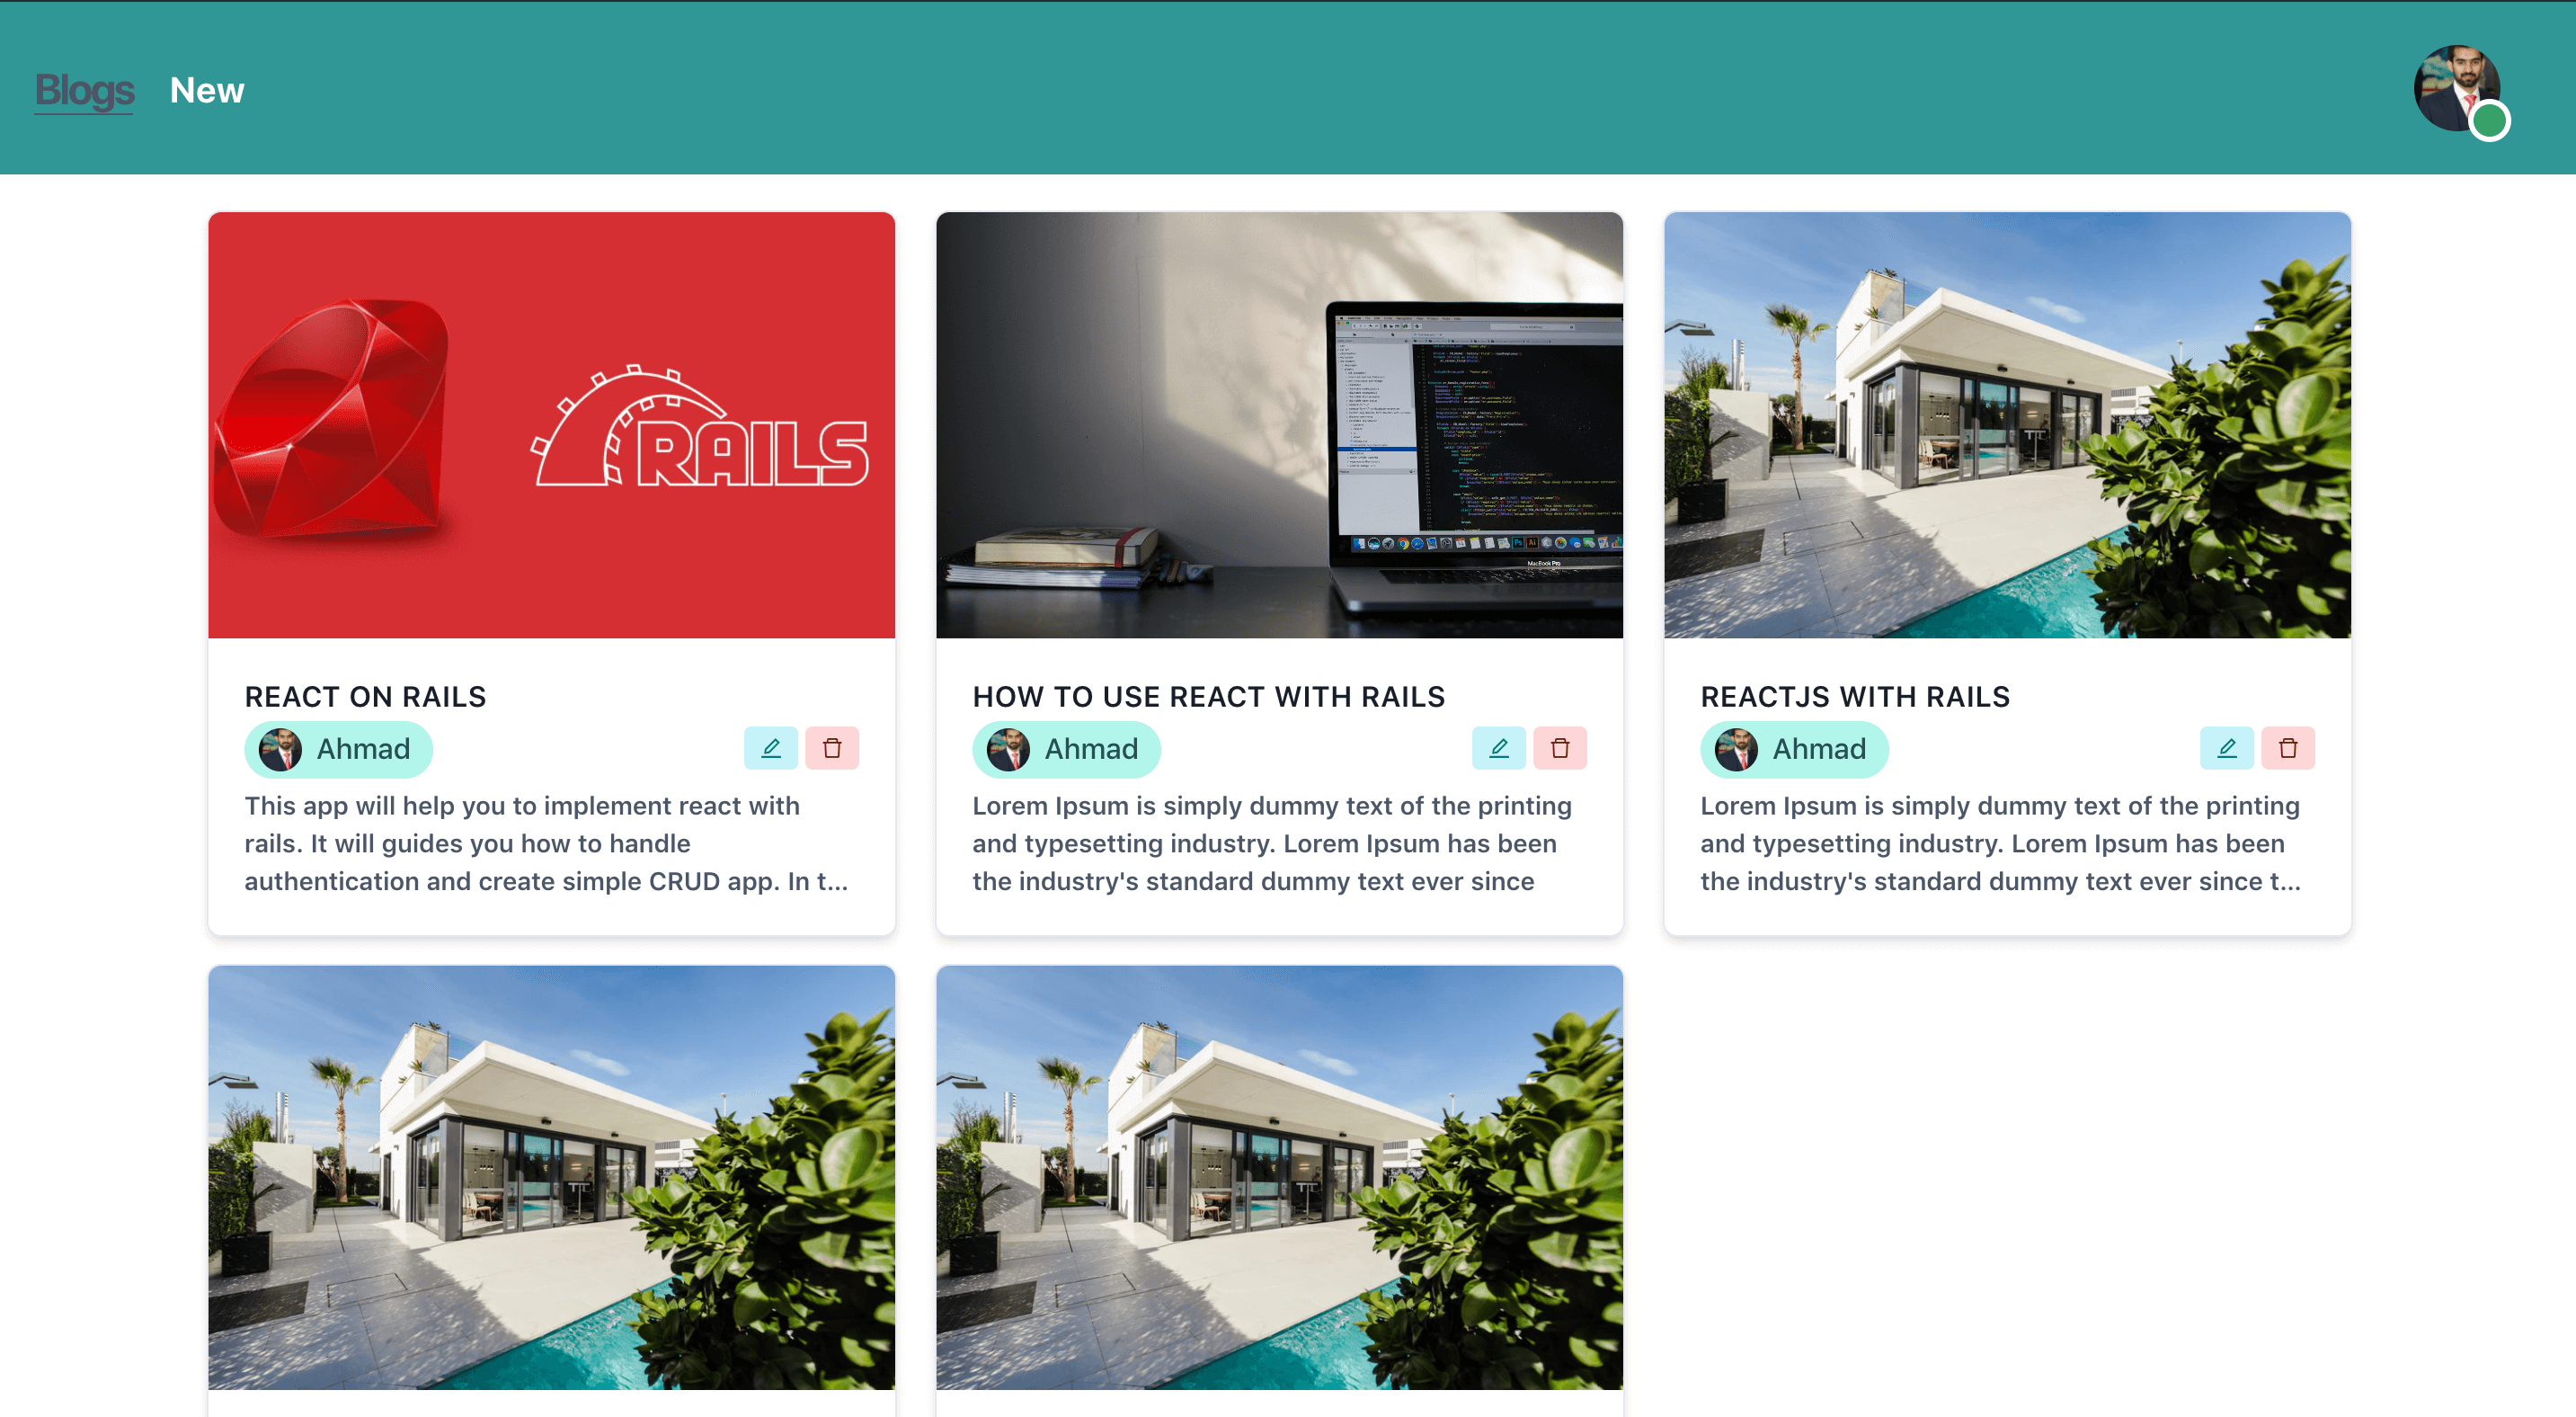 Blogs New
RAILS
MacBook Pro
REACT ON RAILS
Ahmad
This app will help you to implement react with
rails. It will guides you how to handle
authentication and create simple CRUD app. In t...
HOW TO USE REACT WITH RAILS
Ahmad
Lorem Ipsum is simply dummy text of the printing
and typesetting industry. Lorem Ipsum has been
the industry's standard dummy text ever since
REACTJS WITH RAILS
Ahmad
Lorem Ipsum is simply dummy text of the printing
and typesetting industry. Lorem Ipsum has been
the industry's standard dummy text ever since t...